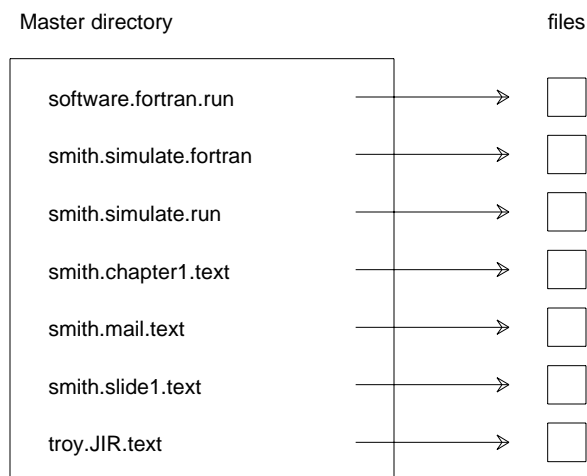 Master directory files
software.fortran.run
smith.simulate.fortran
smith.simulate.run
smith.chapter1.text
smith.mail.text
smith.slide1.text
troy.JIR.text